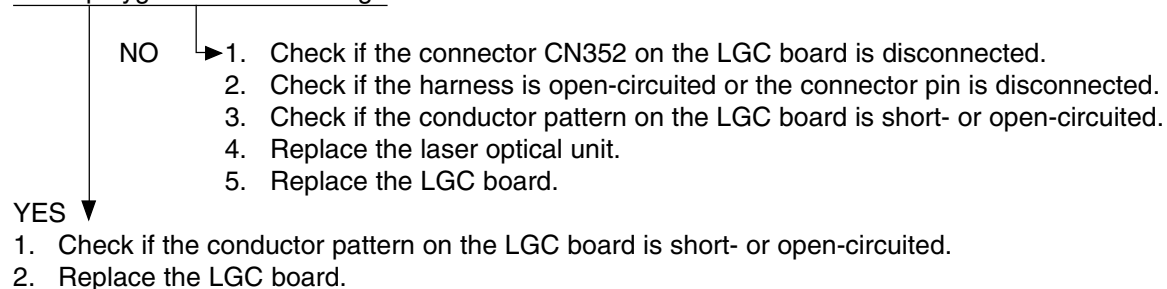 NO 1. Check if the connector CN352 on the LGC board is disconnected.
2. Check if the harness is open-circuited or the connector pin is disconnected.
3. Check if the conductor pattern on the LGC board is short- or open-circuited.
4. Replace the laser optical unit.
5. Replace the LGC board.
YES
1. Check if the conductor pattern on the LGC board is short- or open-circuited.
2. Replace the LGC board.